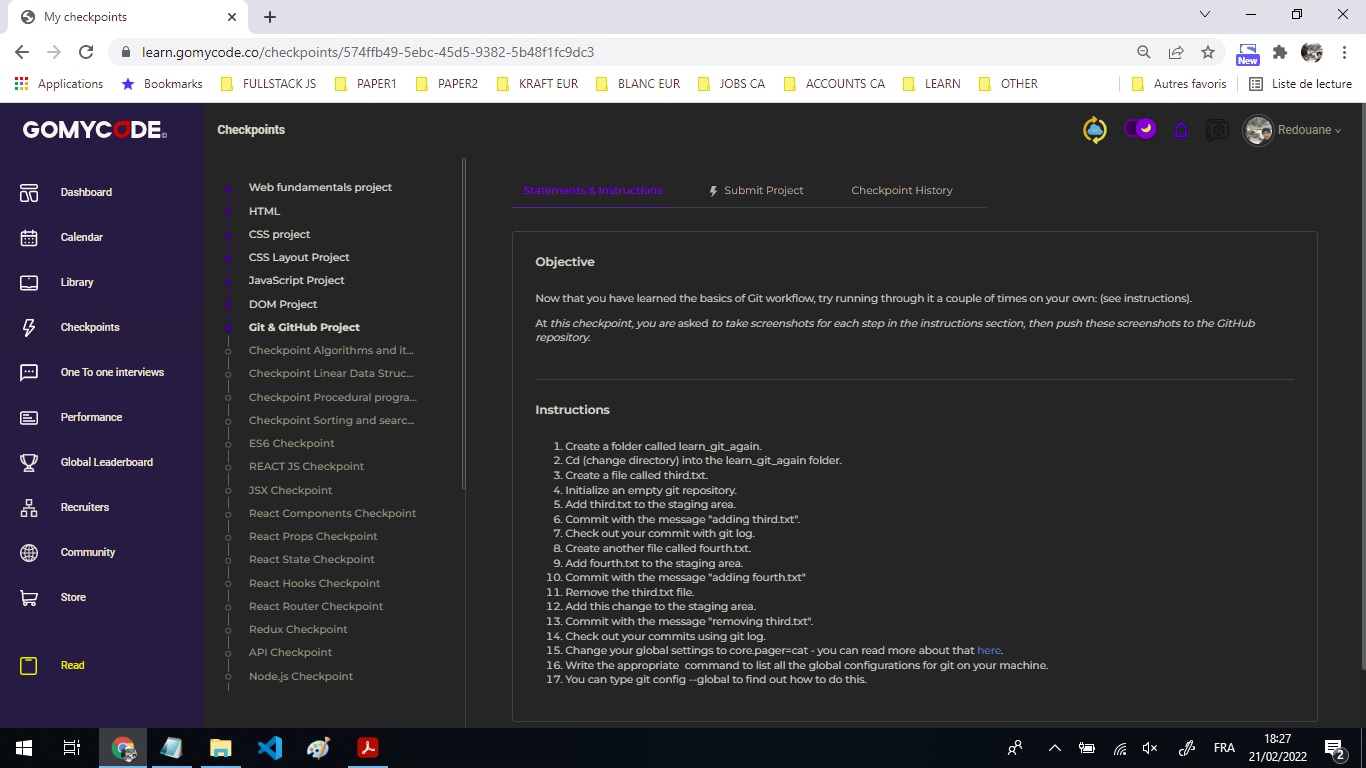 My checkpoints
learn.gomycode.co/checkpoints/574ffb49-5ebc-45d5-9382-5b48f1fc9dc3
New
Applications
Bookmarks
FULLSTACK JS
PAPER1
PAPER2
KRAFT EUR
BLANC EUR
JOBS CA
ACCOUNTS CA
LEARN
OTHER
Autres favoris
Liste de lecture
GOMYCODE
Checkpoints
Redouane
Dashboard
Calendar
Library
Checkpoints
One To one interviews
Performance
Global Leaderboard
Recruiters
Community
Store
Read
Web fundamentals project
HTML
CSS project
CSS Layout Project
JavaScript Project
DOM Project
Git & GitHub Project
Checkpoint Algorithms and it...
Checkpoint Linear Data Struc...
Checkpoint Procedural progra...
Checkpoint Sorting and searc...
ES6 Checkpoint
REACT JS Checkpoint
JSX Checkpoint
React Components Checkpoint
React Props Checkpoint
React State Checkpoint
React Hooks Checkpoint
React Router Checkpoint
Redux Checkpoint
API Checkpoint
Node.js Checkpoint
Statements & Instructions
Submit Project
Checkpoint History
Objective
Now that you have learned the basics of Git workflow, try running through it a couple of times on your own: (see instructions).
At this checkpoint, you are asked to take screenshots for each step in the instructions section, then push these screenshots to the GitHub
repository.
Instructions
1. Create a folder called learn_git_again.
2. Cd (change directory) into the learn_git_again folder.
3. Create a file called third.txt.
4. Initialize an empty git repository.
5. Add third.txt to the staging area.
6. Commit with the message "adding third.txt".
7. Check out your commit with git log.
8. Create another file called fourth.txt.
9. Add fourth.txt to the staging area.
10. Commit with the message "adding fourth.txt"
11. Remove the third.txt file.
12. Add this change to the staging area.
13. Commit with the message "removing third.txt".
14. Check out your commits using git log.
15. Change your global settings to core.pager=cat - you can read more about that here.
16. Write the appropriate command to list all the global configurations for git on your machine.
17. You can type git config --global to find out how to do this.
FRA
18:27
21/02/2022
2